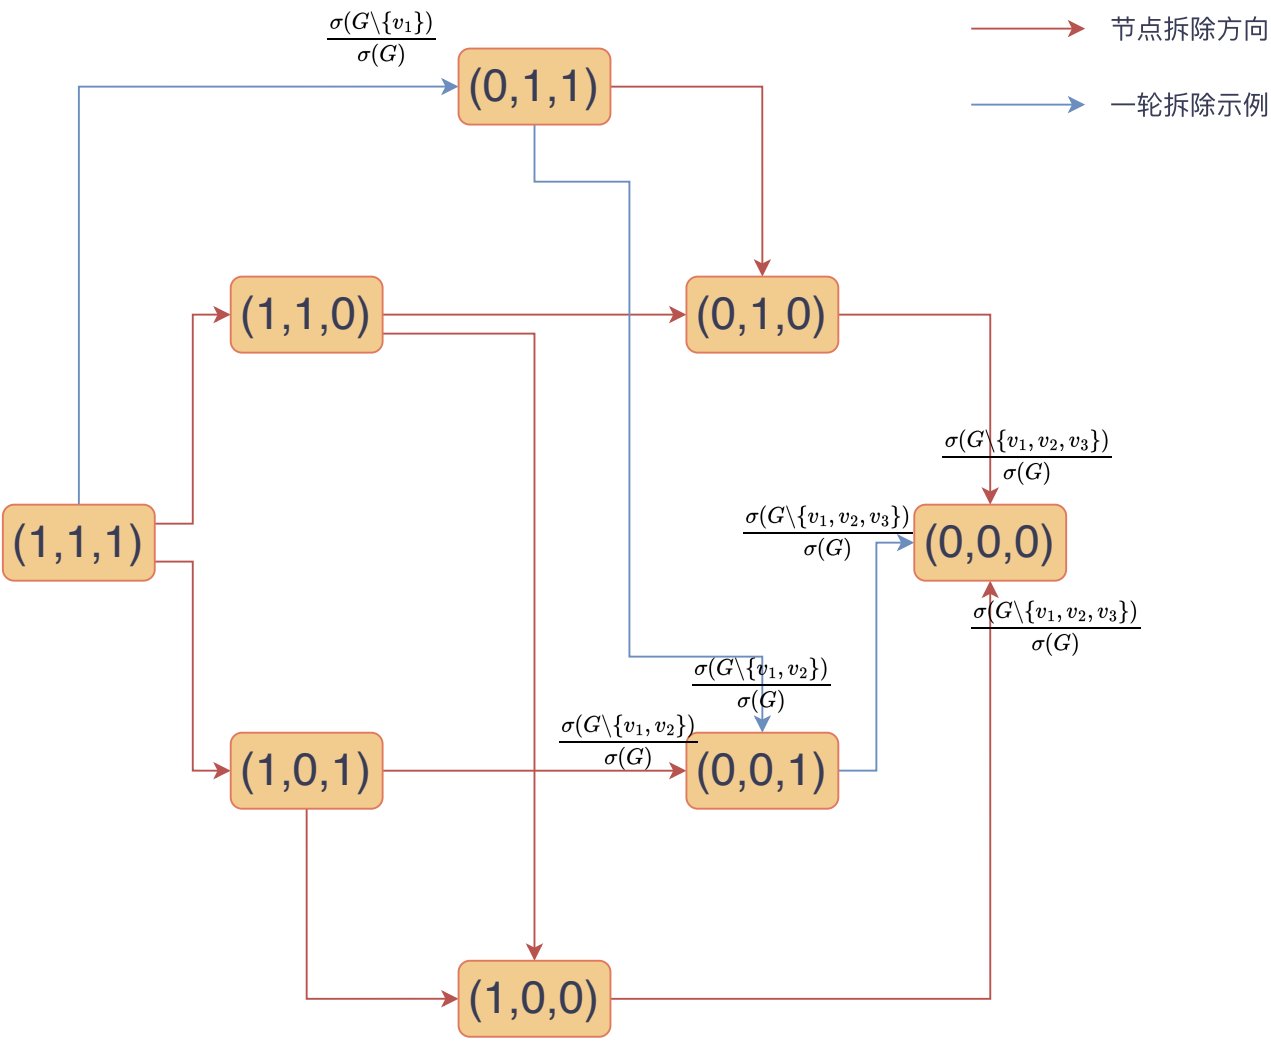 σ(G\{v₁})
σ(G)
节点拆除方向
(0,1,1)
一轮拆除示例
(1,1,0)
(0,1,0)
σ(G\{v₁, v₂, v₃})
σ(G)
(1,1,1)
σ(G\{v₁, v₂, v₃})
σ(G)
(0,0,0)
σ(G\{v₁, v₂, v₃})
σ(G)
σ(G\{v₁, v₂})
σ(G)
σ(G\{v₁, v₂})
σ(G)
(1,0,1)
(0,0,1)
(1,0,0)